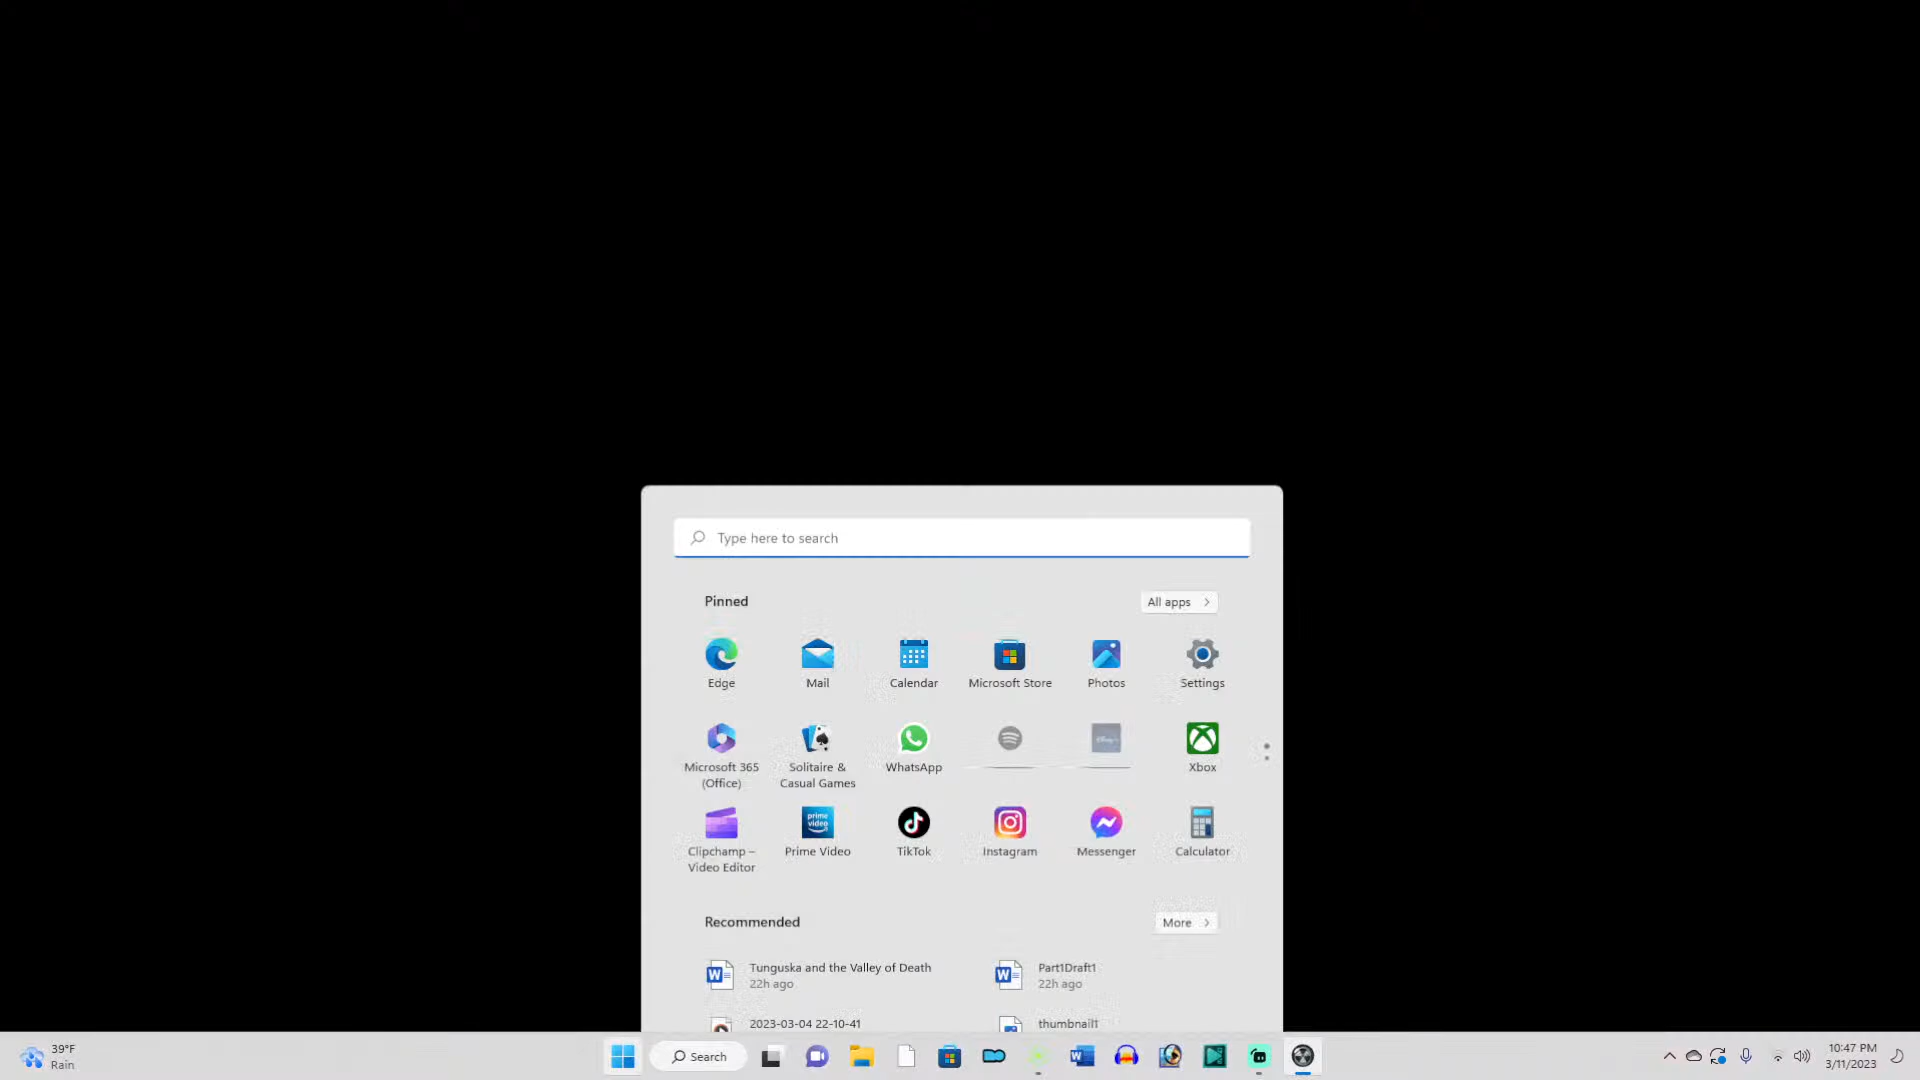 Type here to search
Pinned
All apps
Edge
Mail
Calendar
Microsoft Store
Photos
Settings
Microsoft 365
(Office)
Solitaire &
Casual Games
WhatsApp
Xbox
Clipchamp –
Video Editor
prime
video
Prime Video
TikTok
Instagram
Messenger
Calculator
Recommended
More
Tunguska and the Valley of Death
22h ago
Part1Draft1
22h ago
2023-03-04 22-10-41
thumbnail1
39°F
Rain
Search
10:47 PM
3/11/2023